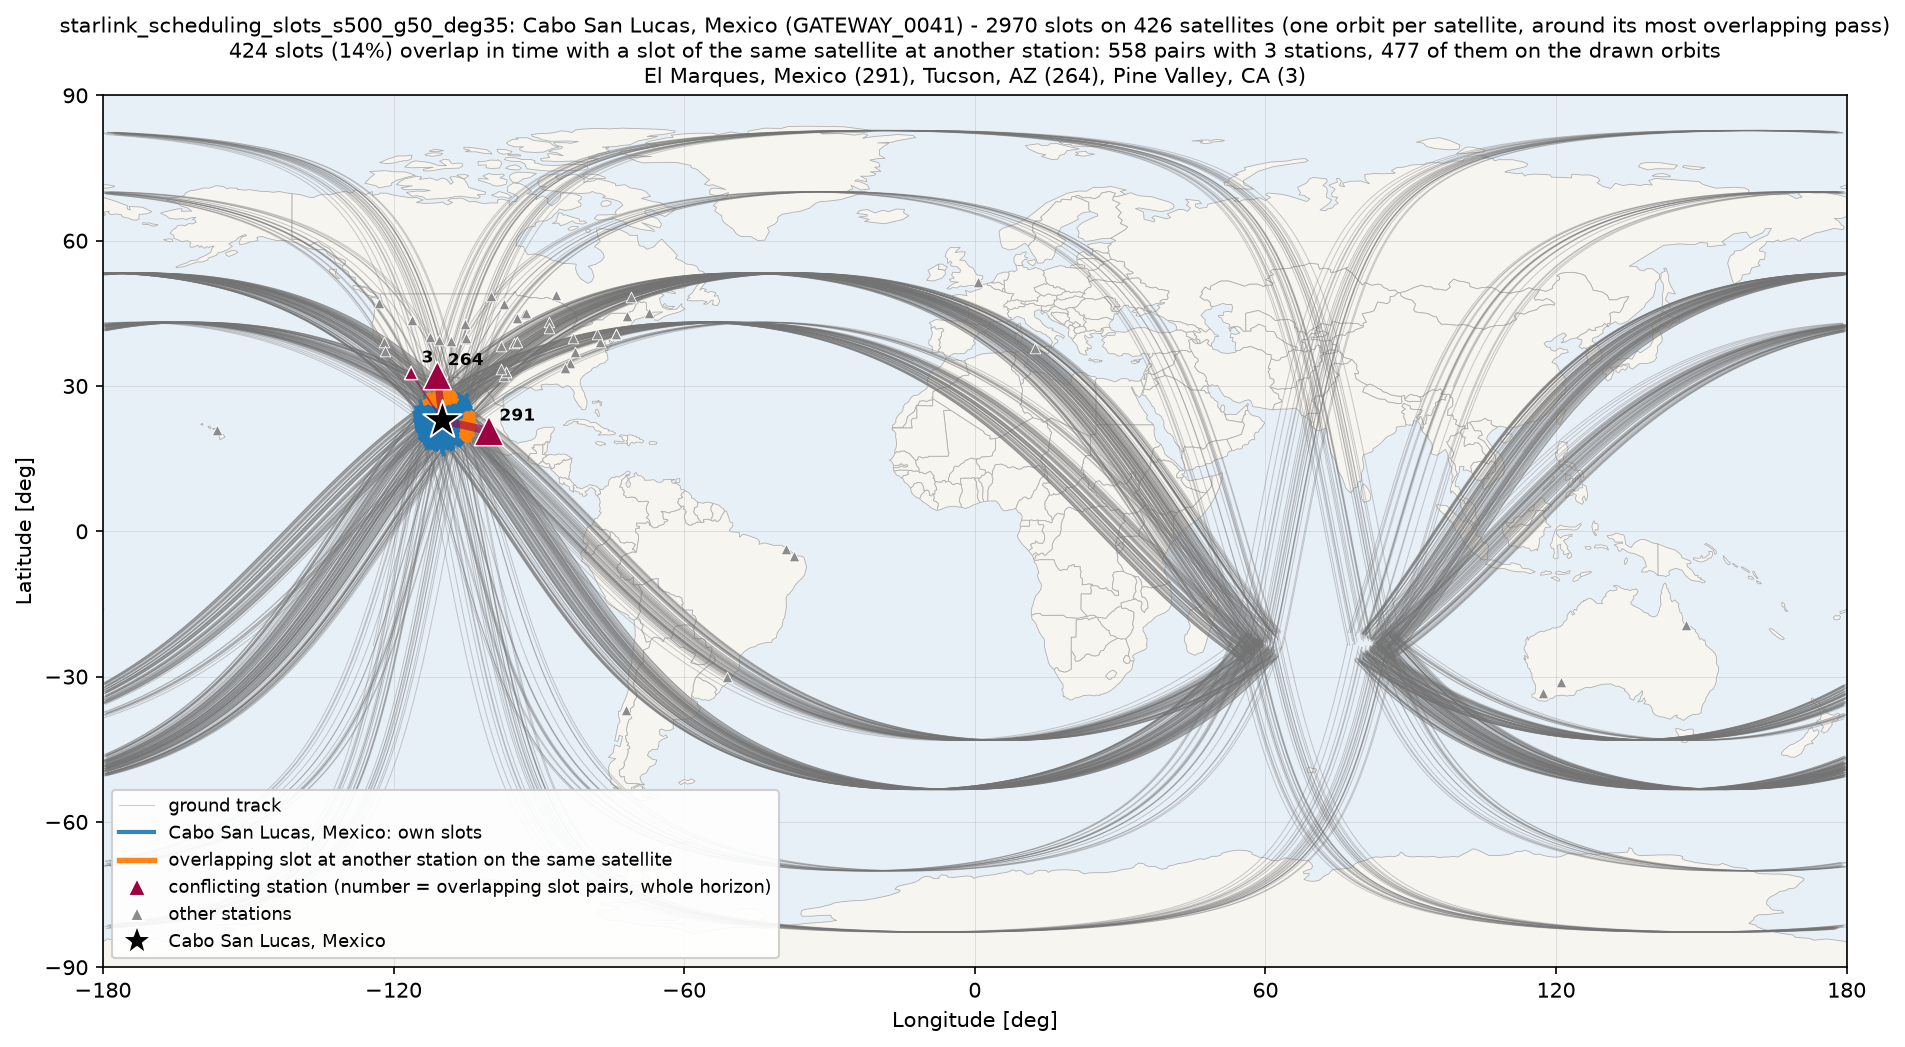 starlink_scheduling_slots_s500_g50_deg35: Cabo San Lucas, Mexico (GATEWAY_0041) - 2970 slots on 426 satellites (one orbit per satellite, around its most overlapping pass)
424 slots (14%) overlap in time with a slot of the same satellite at another station: 558 pairs with 3 stations, 477 of them on the drawn orbits
El Marques, Mexico (291), Tucson, AZ (264), Pine Valley, CA (3)
90
60
30
0
−30
−60
−90
Latitude [deg]
3
264
291
ground track
Cabo San Lucas, Mexico: own slots
overlapping slot at another station on the same satellite
conflicting station (number = overlapping slot pairs, whole horizon)
other stations
Cabo San Lucas, Mexico
−180
−120
−60
0
60
120
180
Longitude [deg]